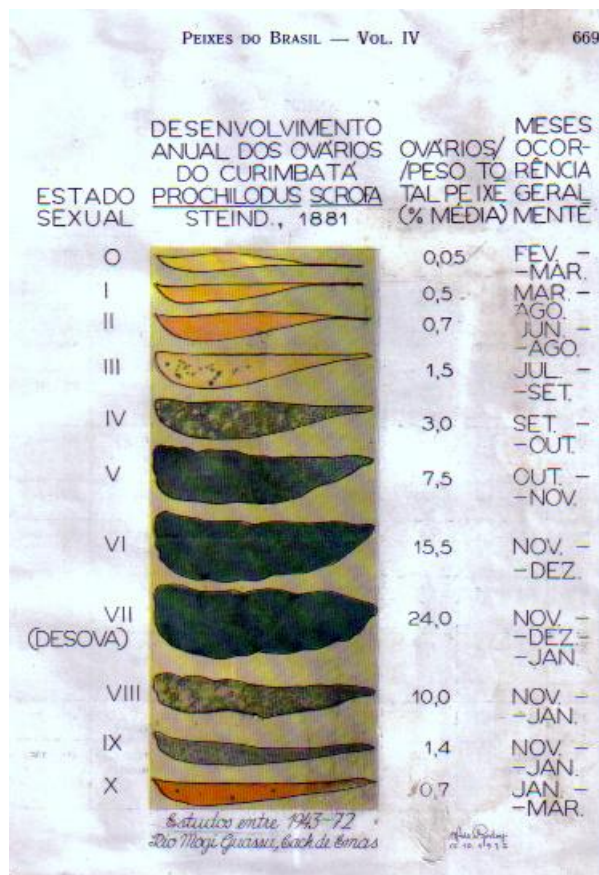 PEIXES DO BRASIL — VOL. IV 669
ESTADO SEXUAL
DESENVOLVIMENTO
ANUAL DOS OVÁRIOS
DO CURIMBATÁ
PROCHILODUS SCROFA
STEIND., 1881
OVÁRIOS/
/PESO TO
TAL PEIXE
(% MÉDIA)
MESES
OCOR-
RÊNCIA
GERAL
MENTE
O 0,05 FEV. –
–MAR.
I 0,5 MAR. –
AGO.
II 0,7 JUN. –
–AGO.
III 1,5 JUL. –
–SET.
IV 3,0 SET. –
–OUT.
V 7,5 OUT. –
–NOV.
VI 15,5 NOV. –
–DEZ.
VII 24,0 NOV. –
(DESOVA) –DEZ.–
–JAN.
VIII 10,0 NOV. –
–JAN.
IX 1,4 NOV. –
–JAN.
X 0,7 JAN. –
–MAR.
Estudos entre 1943–72
Rio Mogi Guassu, Cach. de Emas